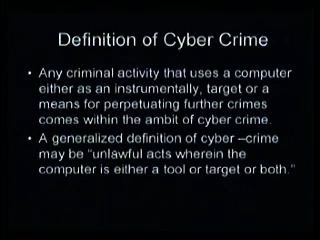 Definition of Cyber Crime
• Any criminal activity that uses a computer
either as an instrumentally, target or a
means for perpetuating further crimes
comes within the ambit of cyber crime.
• A generalized definition of cyber –crime
may be “unlawful acts wherein the
computer is either a tool or target or both.”